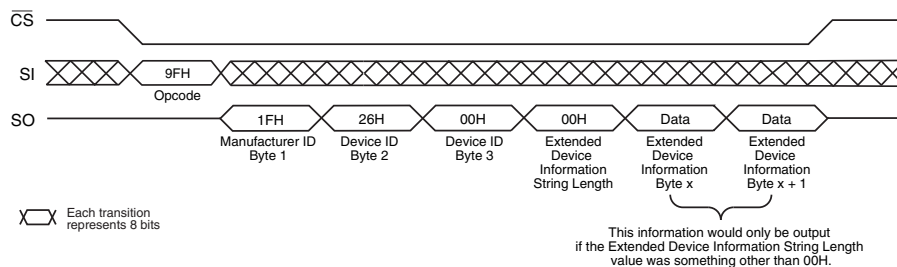 CS
SI
9FH
Opcode
SO
1FH
26H
00H
00H
Data
Data
Manufacturer ID
Byte 1
Device ID
Byte 2
Device ID
Byte 3
Extended
Device
Information
String Length
Extended
Device
Information
Byte x
Extended
Device
Information
Byte x + 1
Each transition
represents 8 bits
This information would only be output
if the Extended Device Information String Length
value was something other than 00H.